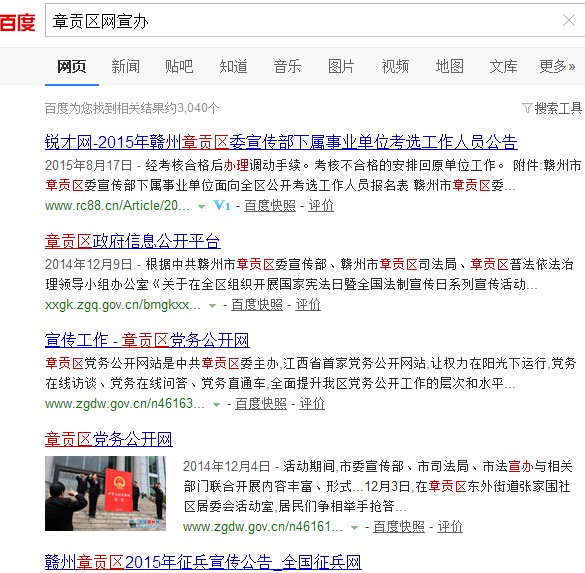 百度 章贡区网宣办
网页 新闻 贴吧 知道 音乐 图片 视频 地图 文库 更多»
百度为您找到相关结果约3,040个 搜索工具
锐才网-2015年赣州章贡区委宣传部下属事业单位考选工作人员公告
2015年8月17日 - 经考核合格后办理调动手续。考核不合格的安排回原单位工作。 附件:赣州市
章贡区委宣传部下属事业单位面向全区公开考选工作人员报名表 赣州市章贡区委...
www.rc88.cn/Article/20... V1 - 百度快照 - 评价
章贡区政府信息公开平台
2014年12月9日 - 根据中共赣州市章贡区委宣传部、赣州市章贡区司法局、章贡区普法依法治
理领导小组办公室《关于在全区组织开展国家宪法日暨全国法制宣传日系列宣传活动...
xxgk.zgq.gov.cn/bmgkxx... - 百度快照 - 评价
宣传工作 - 章贡区党务公开网
章贡区党务公开网站是中共章贡区委主办,江西省首家党务公开网站,让权力在阳光下运行,党务
在线访谈、党务在线问答、党务直通车,全面提升我区党务公开工作的层次和水平...
www.zgdw.gov.cn/n46163... - 百度快照 - 评价
章贡区党务公开网
2014年12月4日 - 活动期间,市委宣传部、市司法局、市法宣办与相关
部门联合开展内容丰富、形式...12月3日,在章贡区东外街道张家围社
区居委会活动室,居民们争相举手抢答...
www.zgdw.gov.cn/n46161... - 百度快照 - 评价
赣州章贡区2015年征兵宣传公告_全国征兵网